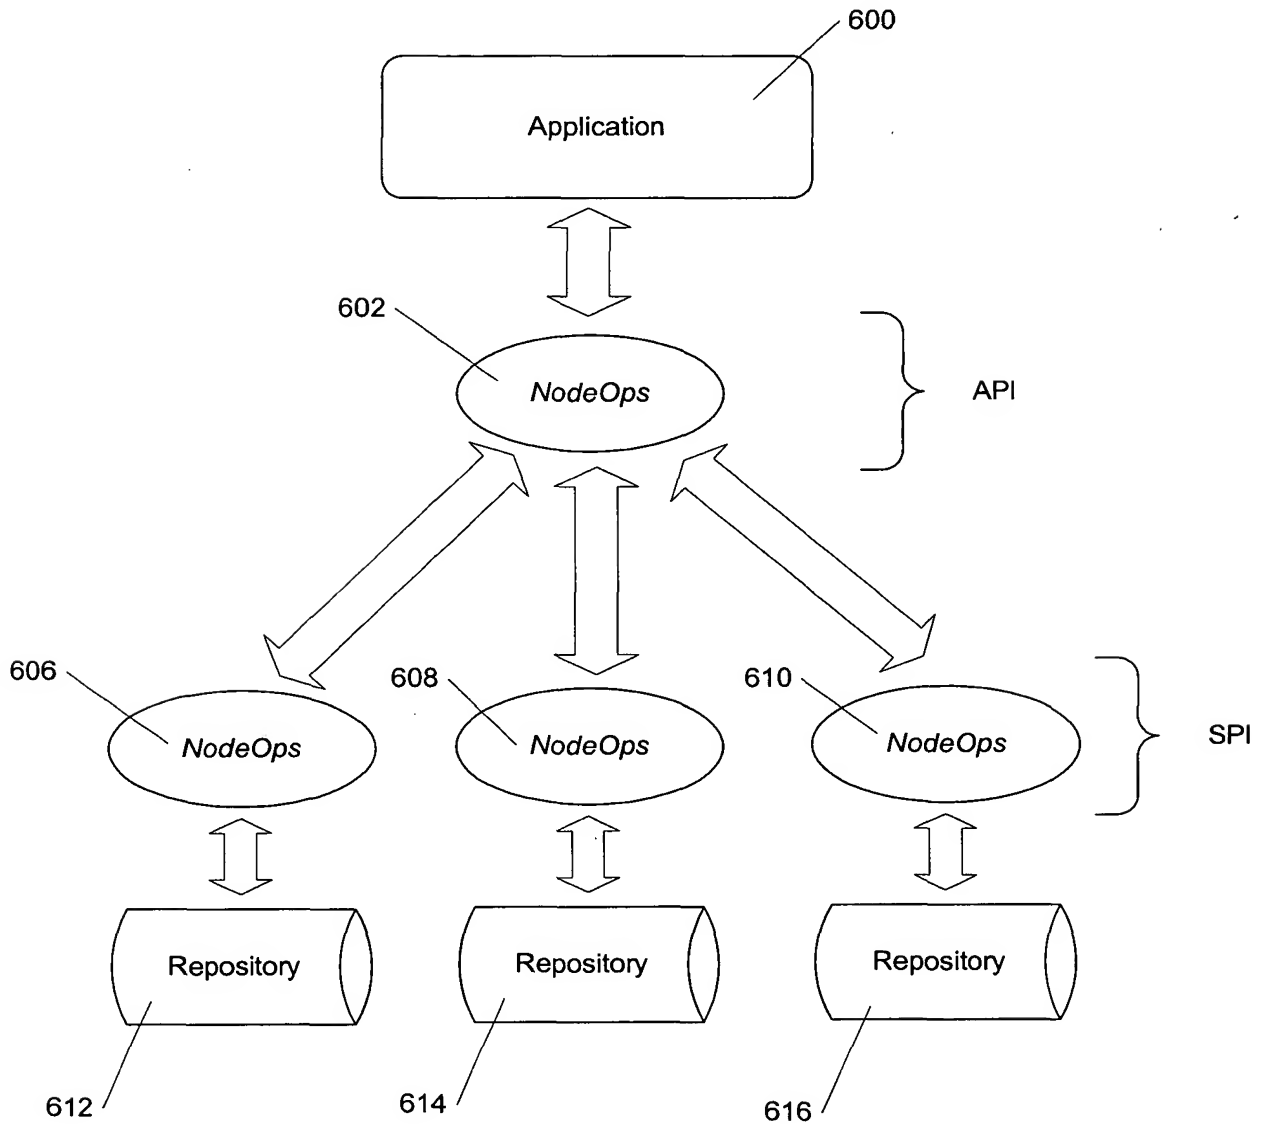 600
Application
602
NodeOps
API
606
608
610
NodeOps
NodeOps
NodeOps
SPI
Repository
Repository
Repository
612
614
616